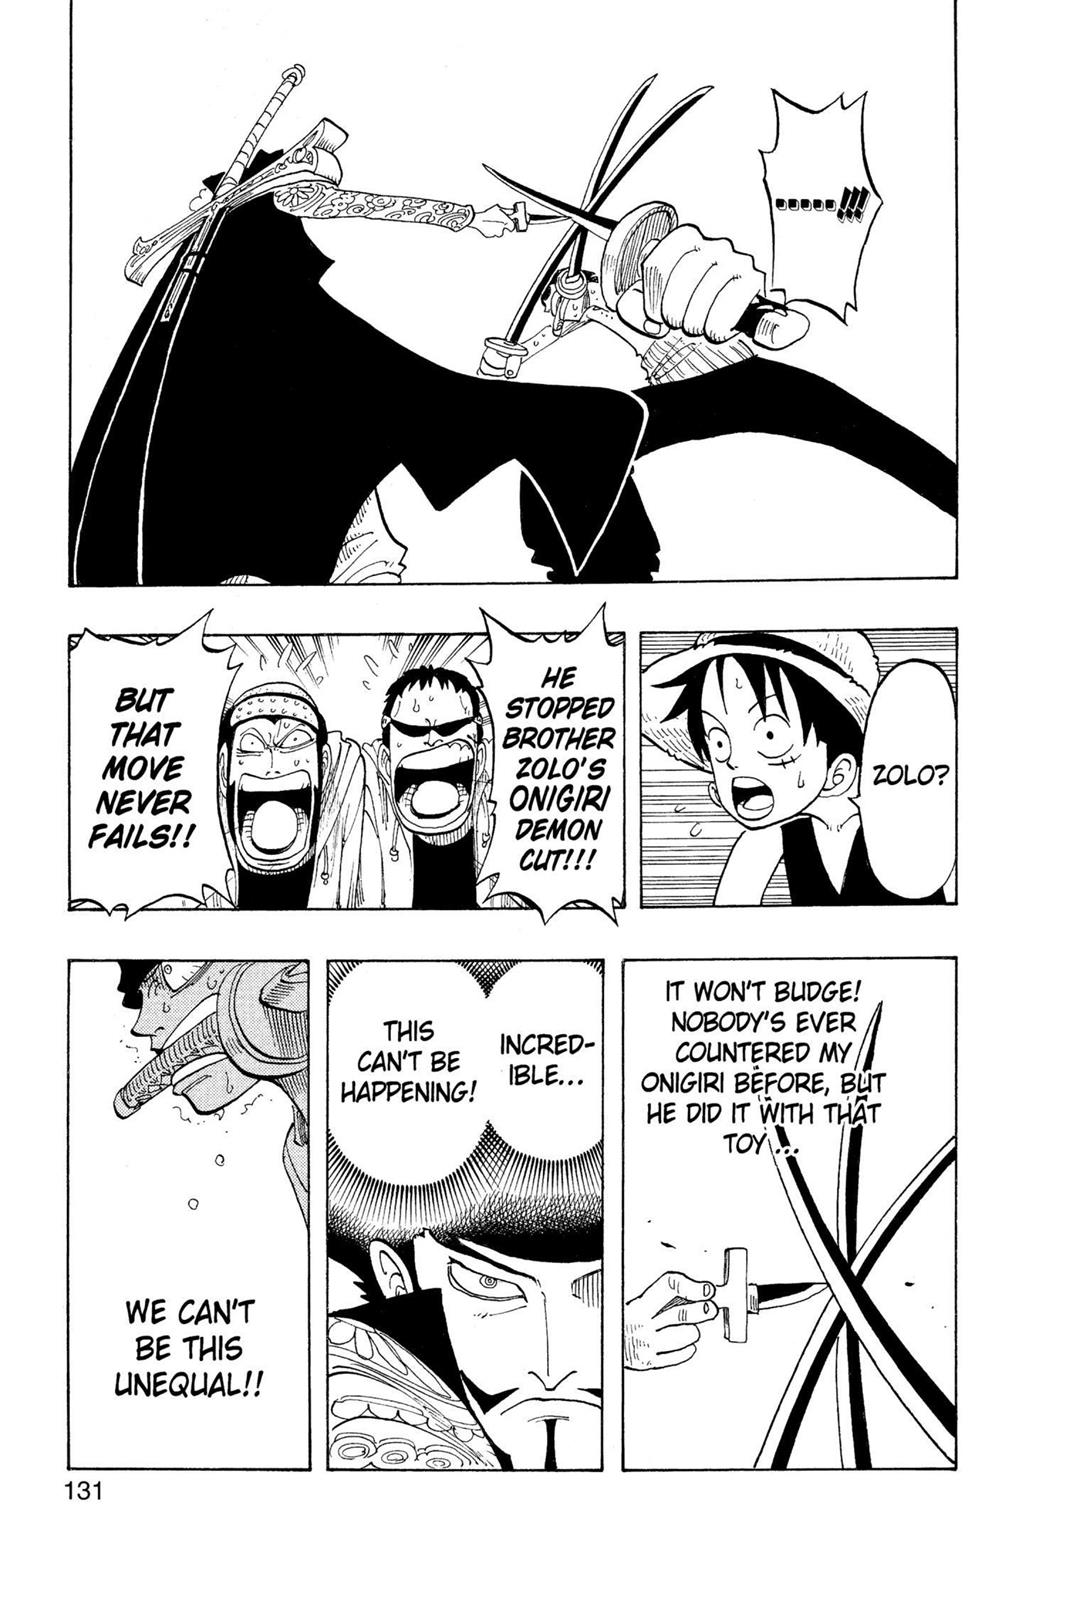 ......!!!
ZOLO?
HE
STOPPED
BROTHER
ZOLO'S
ONIGIRI
DEMON
CUT!!!
BUT
THAT
MOVE
NEVER
FAILS!!
IT WON'T BUDGE!
NOBODY'S EVER
COUNTERED MY
ONIGIRI BEFORE, BUT
HE DID IT WITH THAT
TOY ...
INCRED-
IBLE...
THIS
CAN'T BE
HAPPENING!
WE CAN'T
BE THIS
UNEQUAL!!
131